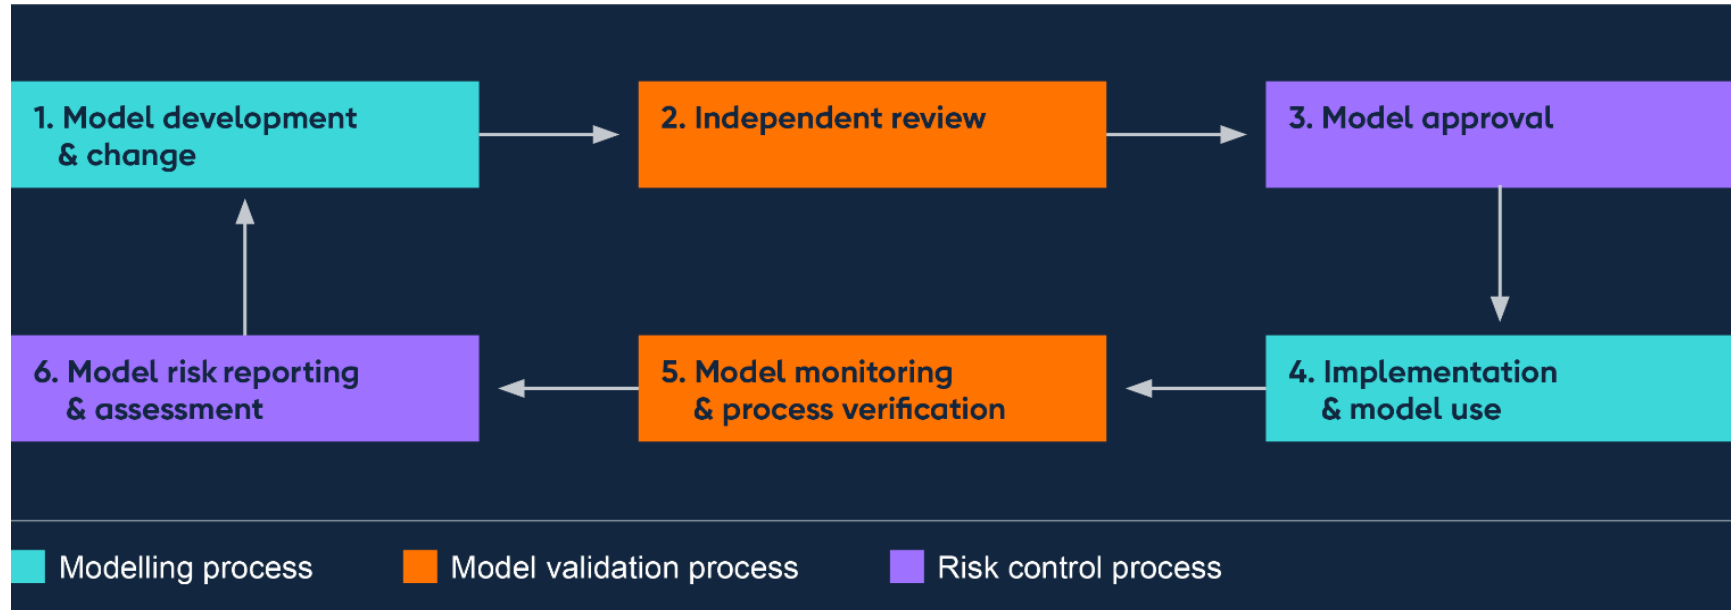 1. Model development
& change
2. Independent review
3. Model approval
6. Model risk reporting
& assessment
5. Model monitoring
& process verification
4. Implementation
& model use
Modelling process
Model validation process
Risk control process